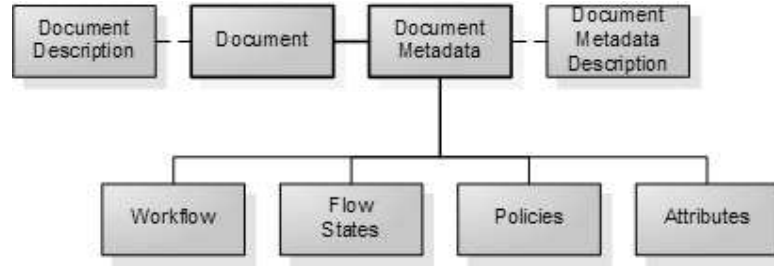 Document
Description
Document
Document
Metadata
Document
Metadata
Description
Workflow
Flow
States
Policies
Attributes